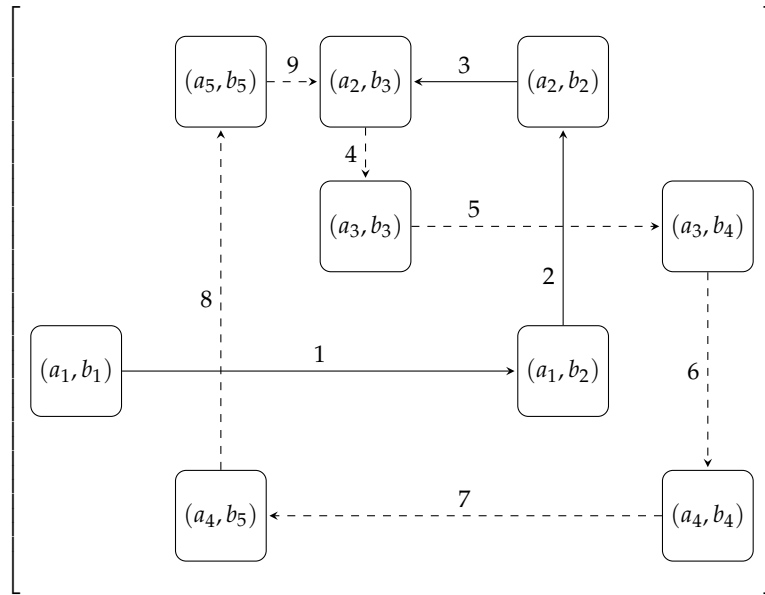 (a₅, b₅) 9 (a₂, b₃) 3 (a₂, b₂)
4
(a₃, b₃) 5 (a₃, b₄)
8 2
(a₁, b₁) 1 (a₁, b₂) 6
(a₄, b₅) 7 (a₄, b₄)